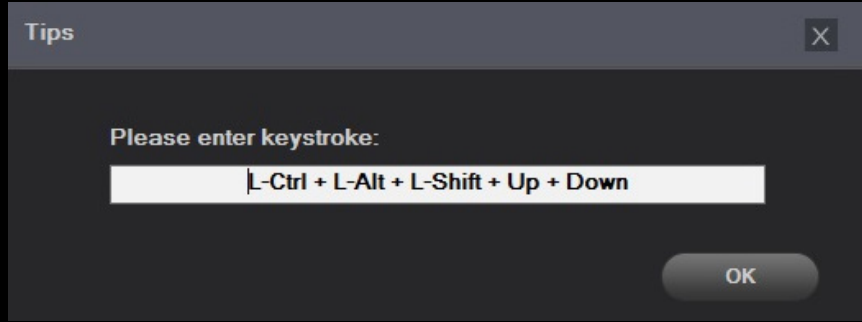 Tips
X
Please enter keystroke:
L-Ctrl + L-Alt + L-Shift + Up + Down
OK